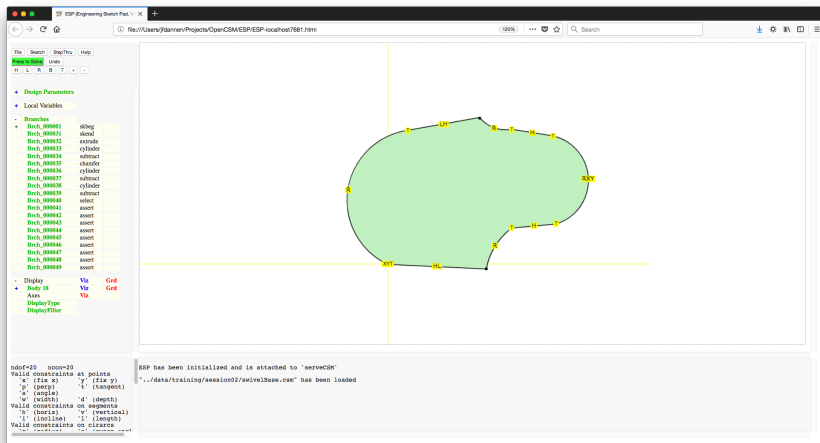 ESP (Engineering Sketch Pad, V
file:///Users/jfdannen/Projects/OpenCSM/ESP/ESP-localhost7681.html
120%
Search
File Sketch StepThru Help
Press to Solve Undo
H L R B T + -
+ Design Parameters
+ Local Variables
- Branches
+ Brch_000001 skbeg
Brch_000031 skend
Brch_000032 extrude
Brch_000033 cylinder
Brch_000034 subtract
Brch_000035 chamfer
Brch_000036 cylinder
Brch_000037 subtract
Brch_000038 cylinder
Brch_000039 subtract
Brch_000040 select
Brch_000041 assert
Brch_000042 assert
Brch_000043 assert
Brch_000044 assert
Brch_000045 assert
Brch_000046 assert
Brch_000047 assert
Brch_000048 assert
Brch_000049 assert
- Display Viz Grd
+ Body 18 Viz Grd
Axes Viz
DisplayType
DisplayFilter
T LH R T H T
R RXY
T H T
R
XYT HL
ndof=20 ncon=20
Valid constraints at points
'x' (fix x) 'y' (fix y)
'p' (perp) 't' (tangent)
'a' (angle)
'w' (width) 'd' (depth)
Valid constraints on segments
'h' (horiz) 'v' (vertical)
'i' (incline) 'l' (length)
Valid constraints on cirarcs
ESP has been initialized and is attached to 'serveCSM'
"../data/training/session02/swivelBase.csm" has been loaded